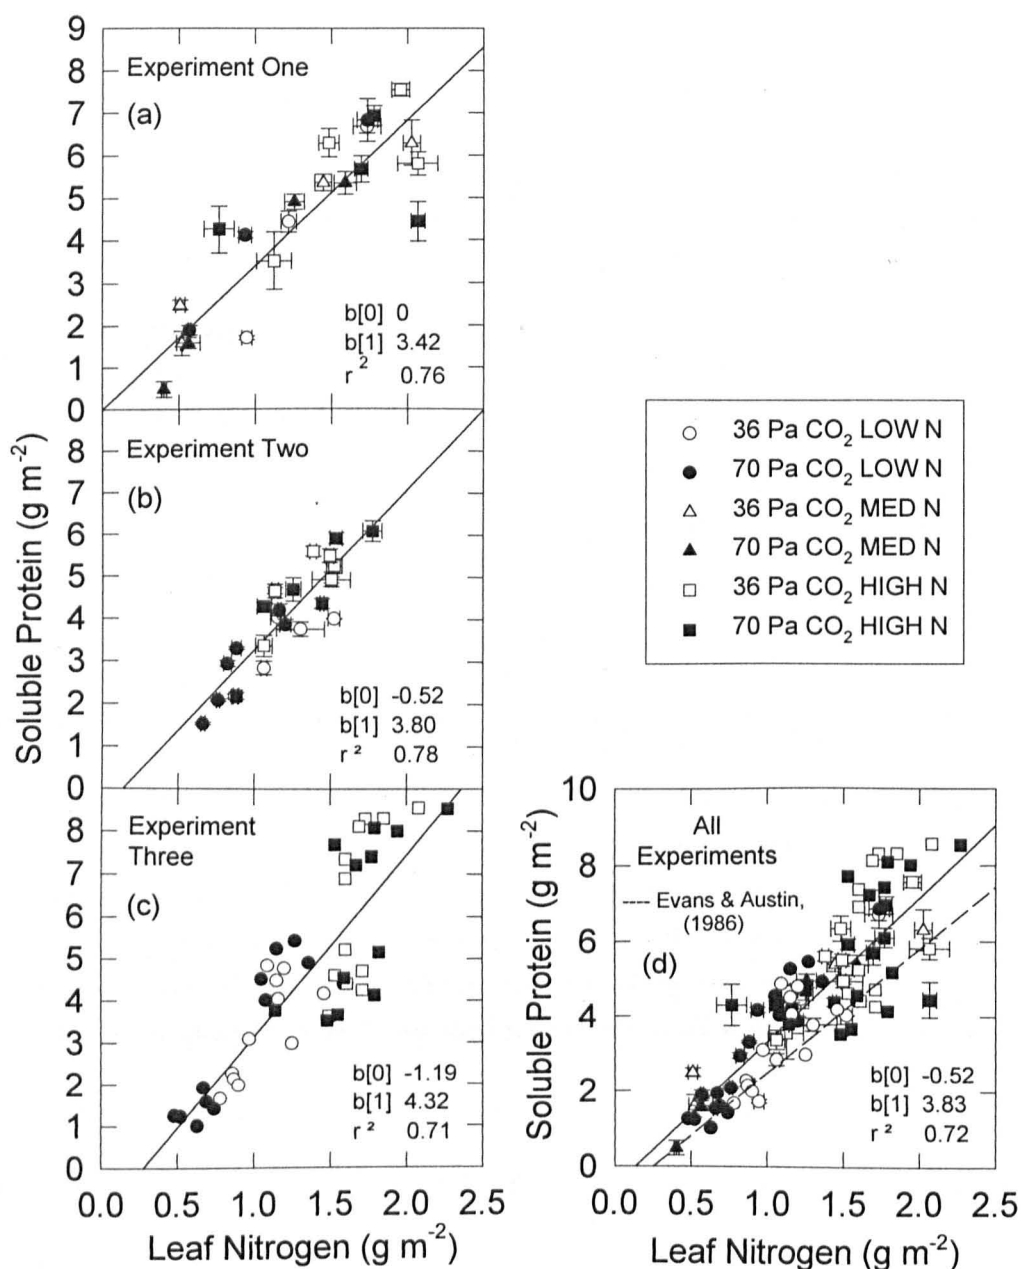 9
8
7
6
5
4
3
2
1
0
Experiment One
(a)
b[0] 0
b[1] 3.42
r 2 0.76
8
7
6
5
4
3
2
1
0
Experiment Two
(b)
b[0] -0.52
b[1] 3.80
r ² 0.78
Soluble Protein (g m-2)
8
7
6
5
4
3
2
1
0
Experiment
Three
(c)
b[0] -1.19
b[1] 4.32
r ² 0.71
0.0 0.5 1.0 1.5 2.0
Leaf Nitrogen (g m-2)
36 Pa CO2 LOW N
70 Pa CO2 LOW N
36 Pa CO2 MED N
70 Pa CO2 MED N
36 Pa CO2 HIGH N
70 Pa CO2 HIGH N
10
8
6
4
2
0
All
Experiments
Evans & Austin,
(1986)
(d)
b[0] -0.52
b[1] 3.83
r ² 0.72
Soluble Protein (g m-2)
0.0 0.5 1.0 1.5 2.0 2.5
Leaf Nitrogen (g m-2)